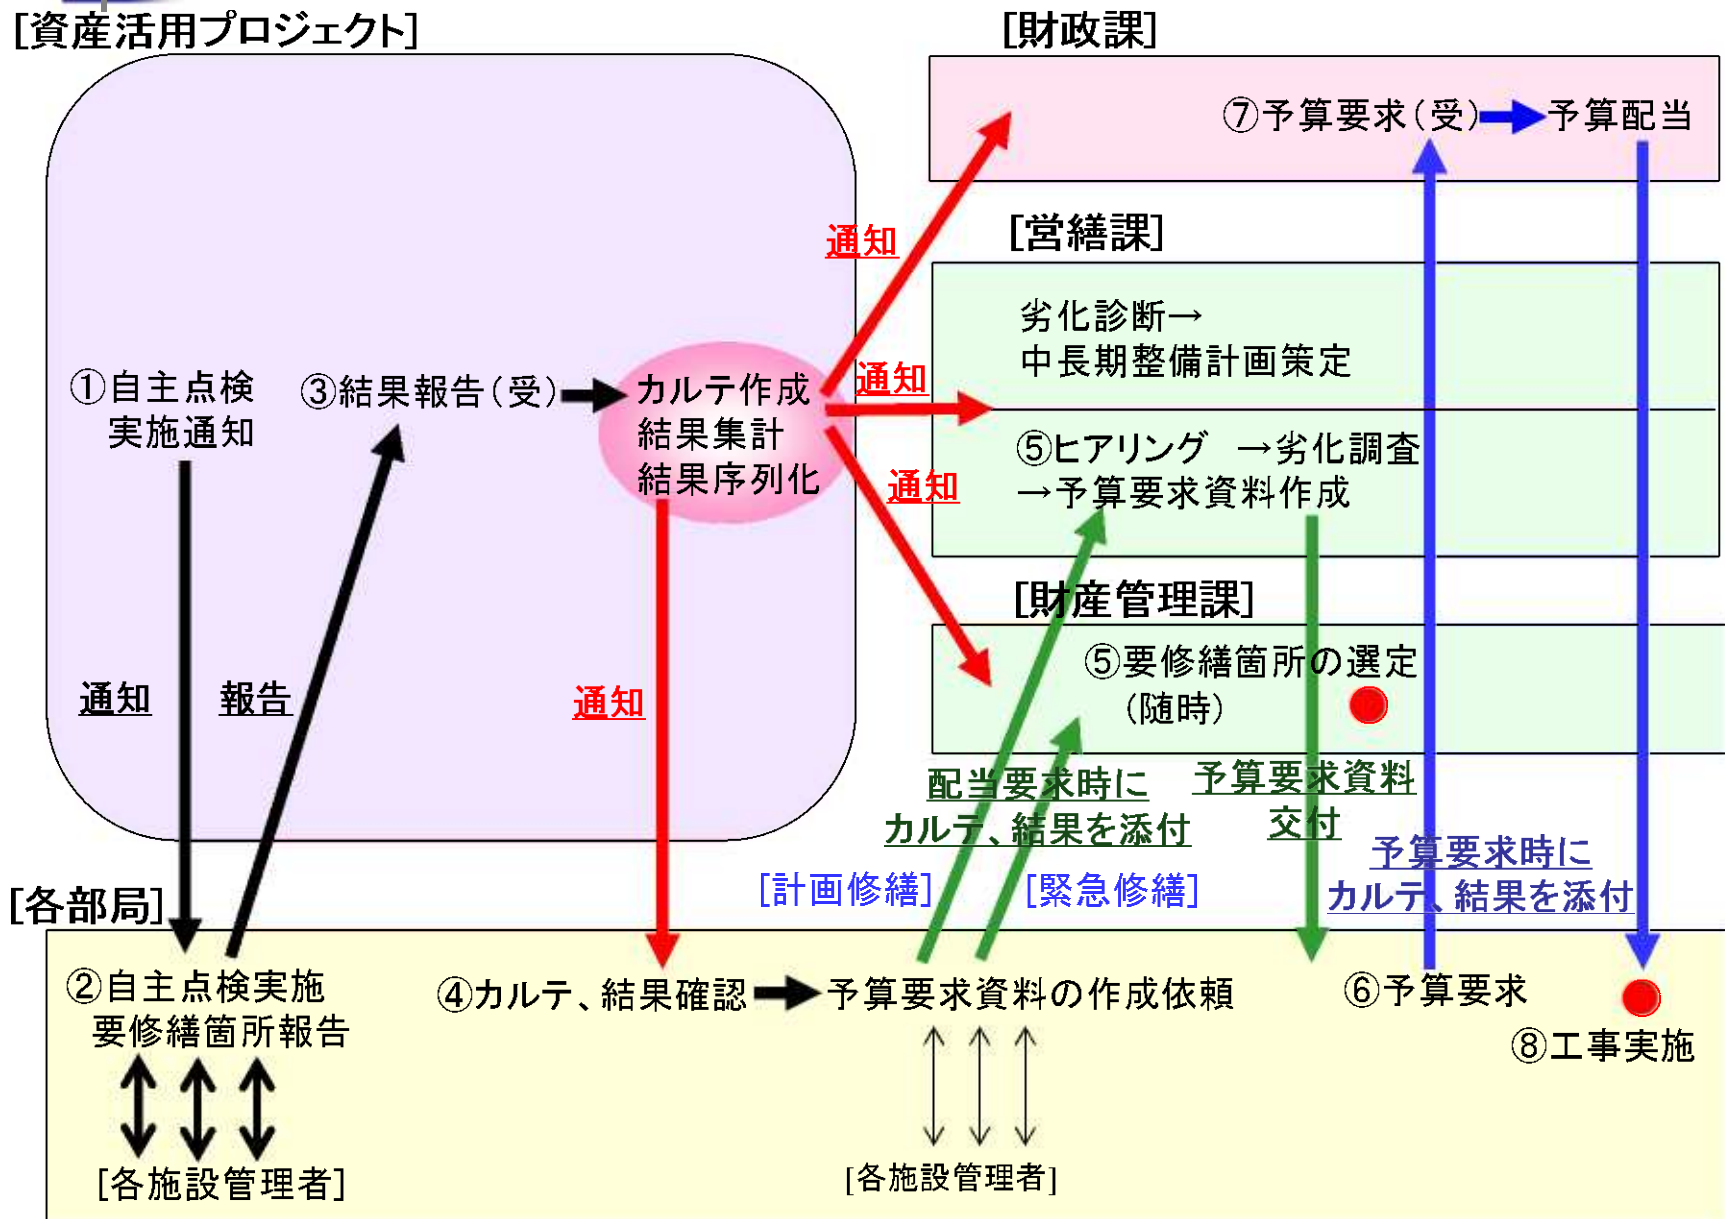 [資産活用プロジェクト]
[財政課]
⑦予算要求(受)
予算配当
通知
[営繕課]
劣化診断→
中長期整備計画策定
①自主点検
実施通知
③結果報告(受)
カルテ作成
結果集計
結果序列化
通知
⑤ヒアリング →劣化調査
→予算要求資料作成
通知
[財産管理課]
⑤要修繕箇所の選定
(随時)
通知
報告
通知
配当要求時に
カルテ、結果を添付
予算要求資料
交付
予算要求時に
カルテ、結果を添付
[計画修繕]
[緊急修繕]
[各部局]
②自主点検実施
要修繕箇所報告
④カルテ、結果確認
予算要求資料の作成依頼
⑥予算要求
⑧工事実施
[各施設管理者]
[各施設管理者]